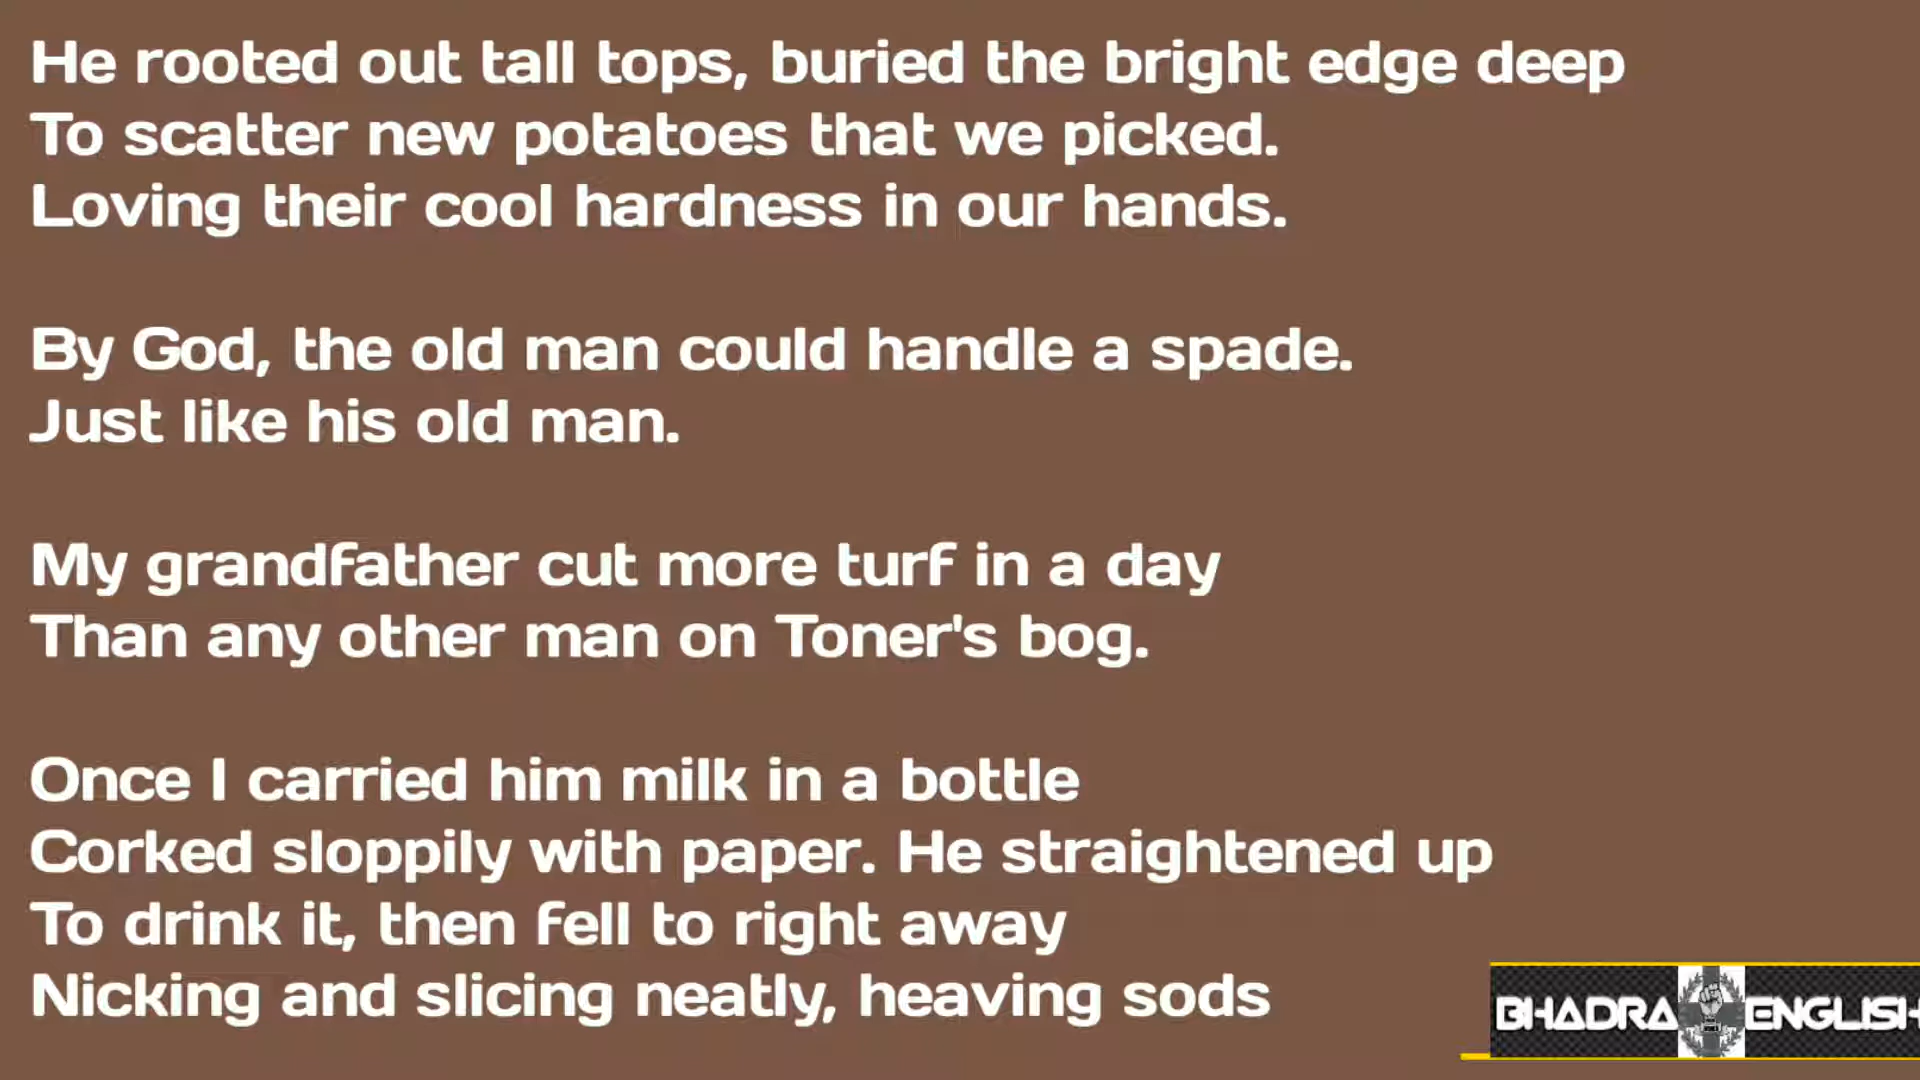 He rooted out tall tops, buried the bright edge deep
To scatter new potatoes that we picked.
Loving their cool hardness in our hands.
By God, the old man could handle a spade.
Just like his old man.
My grandfather cut more turf in a day
Than any other man on Toner's bog.
Once I carried him milk in a bottle
Corked sloppily with paper. He straightened up
To drink it, then fell to right away
Nicking and slicing neatly, heaving sods
BHADRA ENGLISH